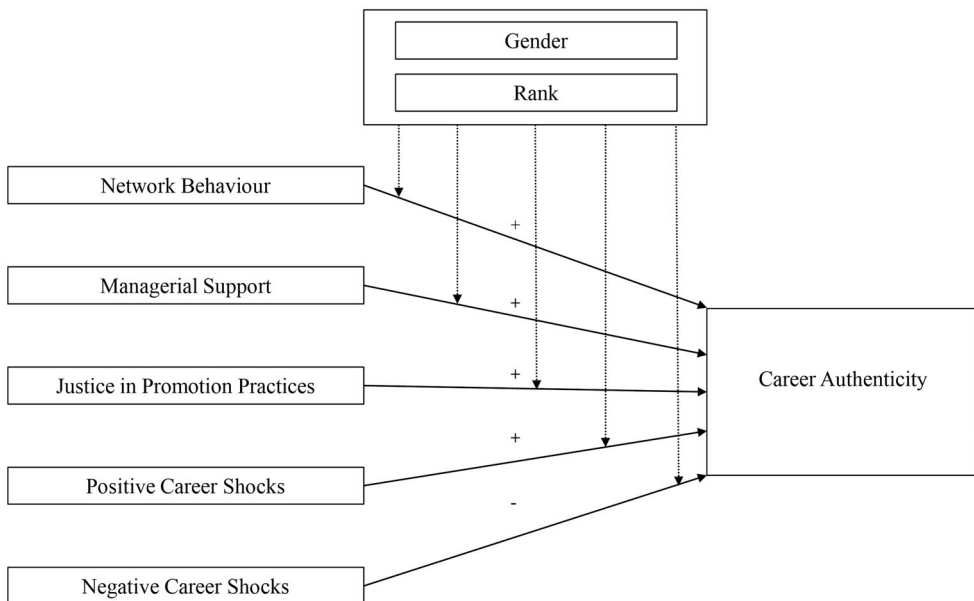 Gender
Rank
Network Behaviour
+
Managerial Support
+
Justice in Promotion Practices
+
Career Authenticity
+
Positive Career Shocks
-
Negative Career Shocks